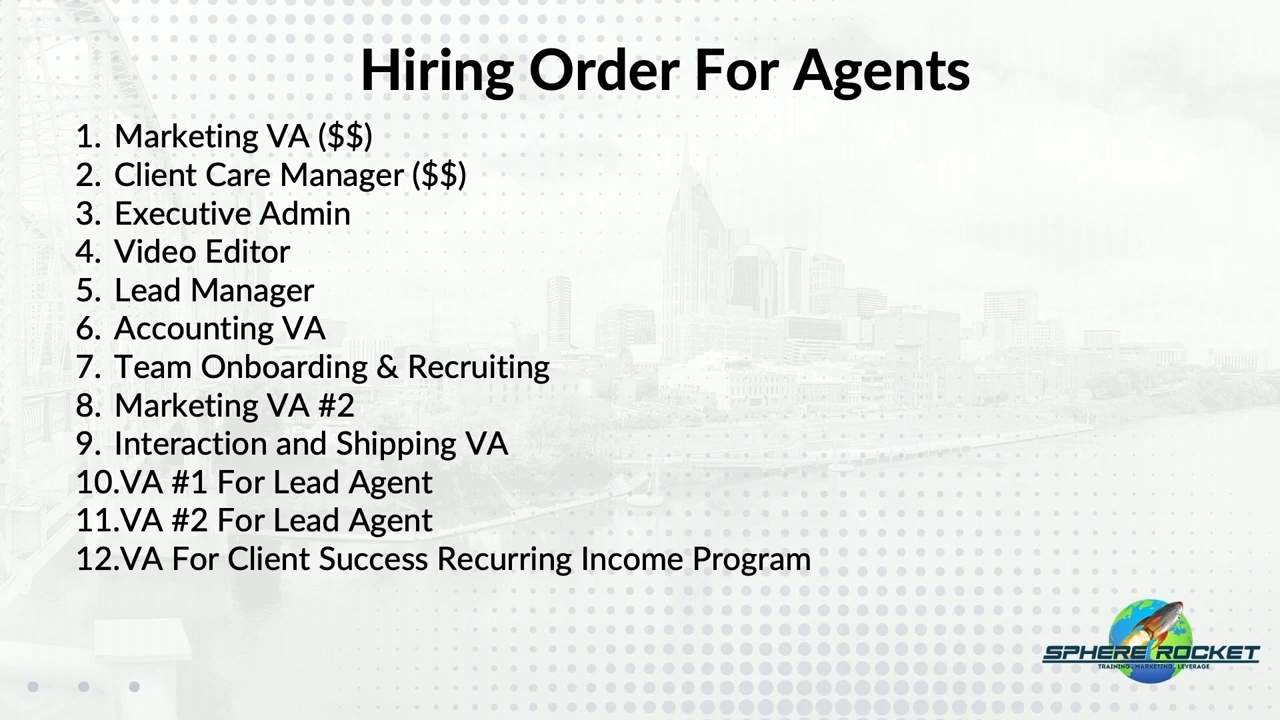 Hiring Order For Agents
1. Marketing VA ($$)
2. Client Care Manager ($$)
3. Executive Admin
4. Video Editor
5. Lead Manager
6. Accounting VA
7. Team Onboarding & Recruiting
8. Marketing VA #2
9. Interaction and Shipping VA
10.VA #1 For Lead Agent
11.VA #2 For Lead Agent
12.VA For Client Success Recurring Income Program
SPHERE ROCKET
TRAINING. MARKETING. LEVERAGE